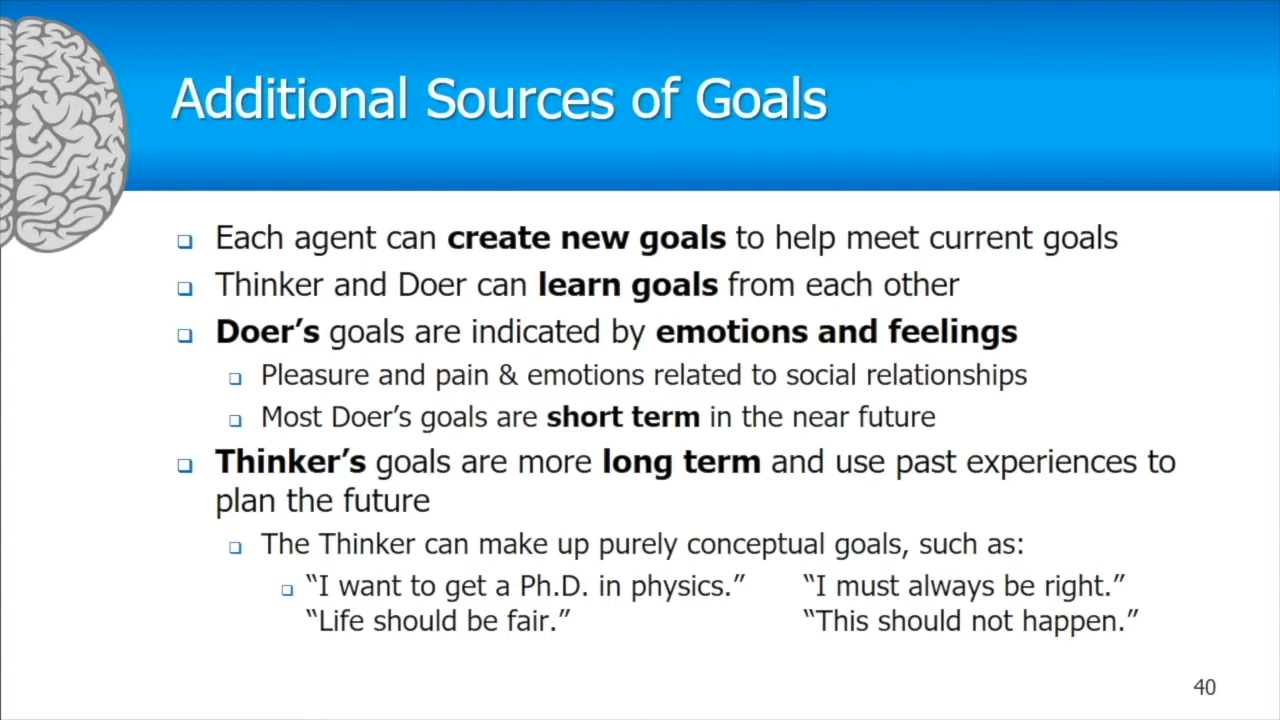 Additional Sources of Goals
Each agent can create new goals to help meet current goals
Thinker and Doer can learn goals from each other
Doer’s goals are indicated by emotions and feelings
Pleasure and pain & emotions related to social relationships
Most Doer’s goals are short term in the near future
Thinker’s goals are more long term and use past experiences to
plan the future
The Thinker can make up purely conceptual goals, such as:
“I want to get a Ph.D. in physics.” “I must always be right.”
“Life should be fair.” “This should not happen.”
40